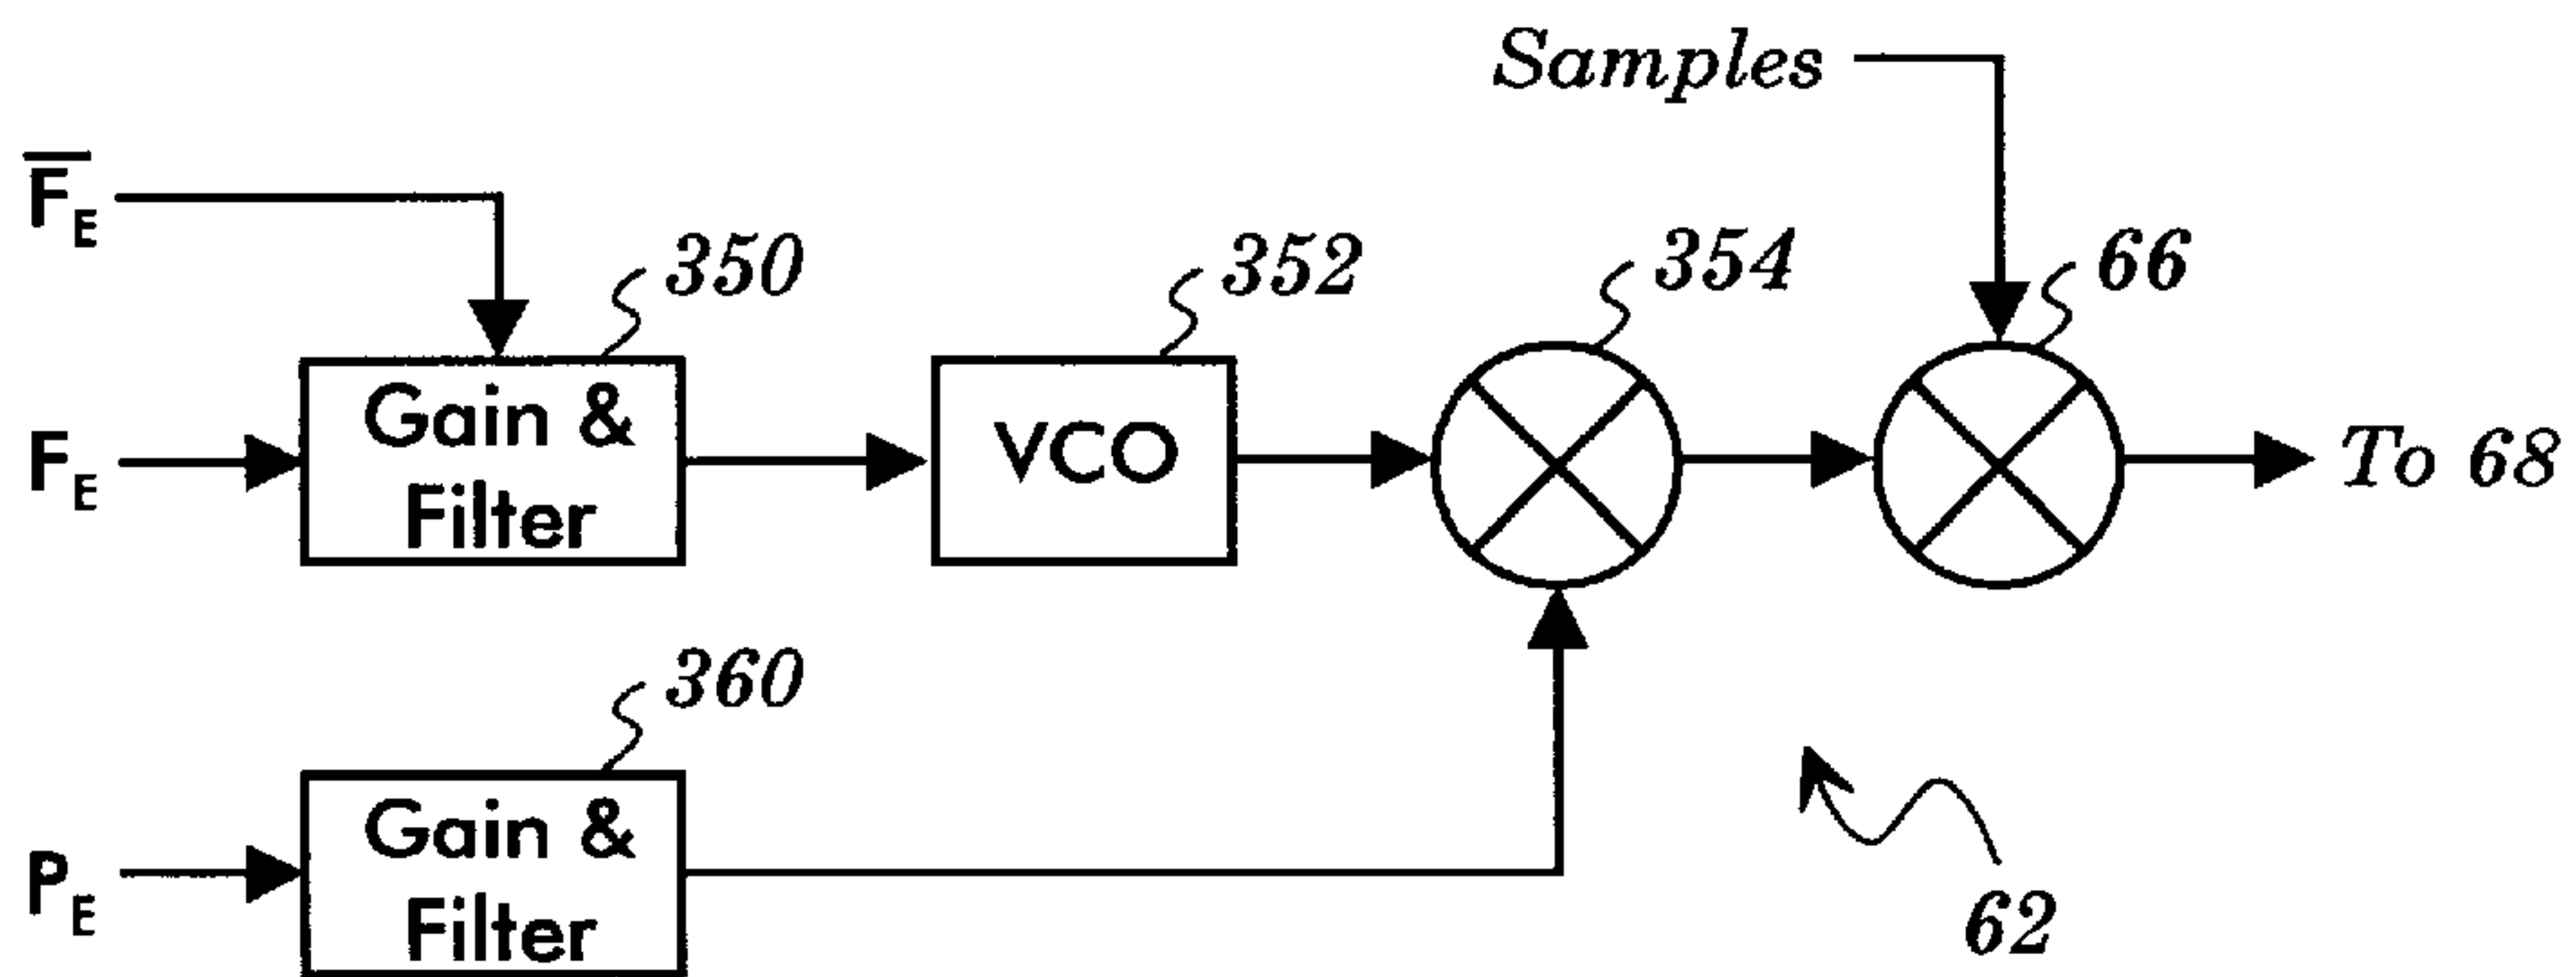 Samples
F̅E
350
352
354
66
Gain &
Filter
VCO
FE
To 68
360
Gain &
Filter
PE
62